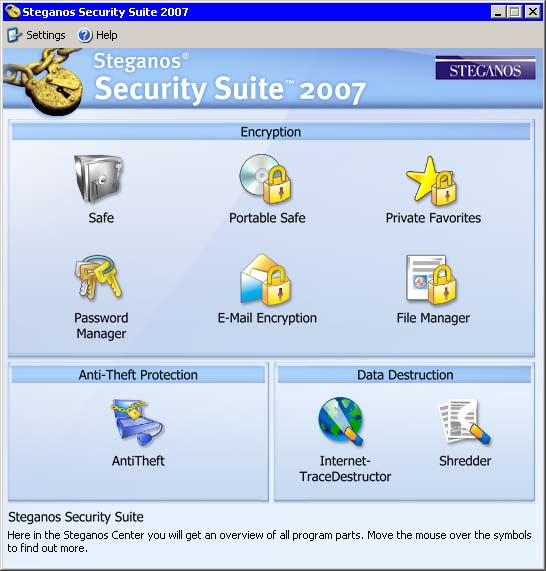 Steganos Security Suite 2007
Settings Help
Steganos®
Security Suite™ 2007
STEGANOS
Encryption
Safe Portable Safe Private Favorites
Password
Manager
E-Mail Encryption File Manager
Anti-Theft Protection
AntiTheft
Data Destruction
Internet-
TraceDestructor
Shredder
Steganos Security Suite
Here in the Steganos Center you will get an overview of all program parts. Move the mouse over the symbols
to find out more.